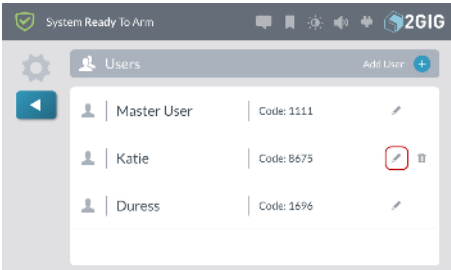 System Ready To Arm
2GIG
Users
Add User
Master User
Code: 1111
Katie
Code: 8675
Duress
Code: 1696